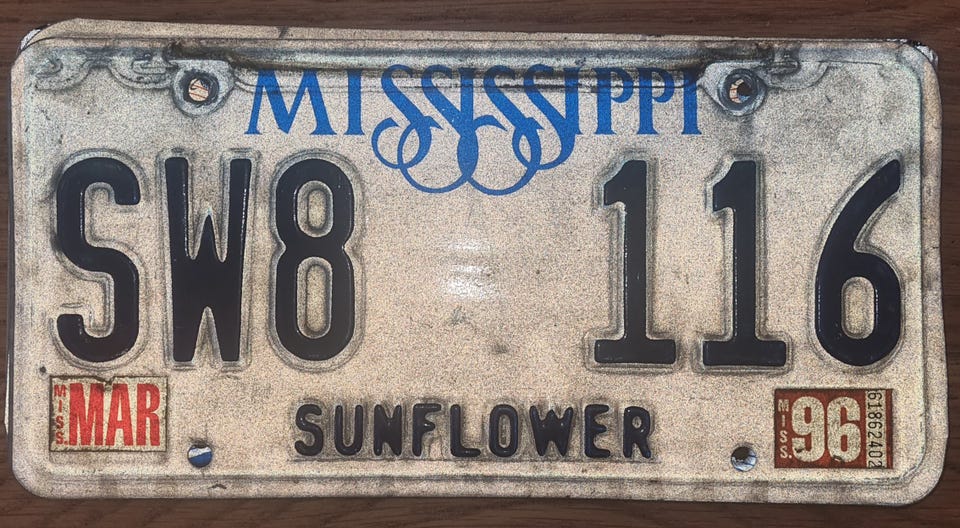 MISSISSIPPI
SW8 116
MISS MAR
SUNFLOWER
MISS 96 61862402